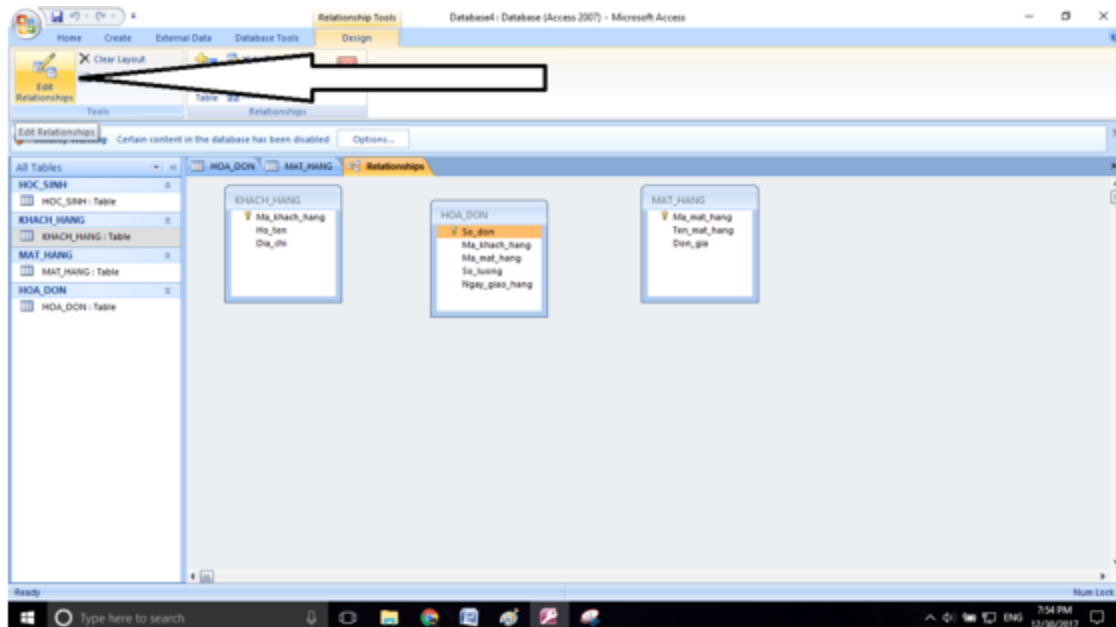 Relationship Tools
Database4 : Database (Access 2007) - Microsoft Access
Home Create External Data Database Tools Design
Clear Layout
Edit Relationships
Table
Tools
Relationships
Edit Relationships
Certain content in the database has been disabled Options...
All Tables
HOA_DON MAT_HANG Relationships
HOC_SINH
HOC_SINH : Table
KHACH_HANG
KHACH_HANG : Table
MAT_HANG
MAT_HANG : Table
HOA_DON
HOA_DON : Table
KHACH_HANG
Ma_khach_hang
Ho_ten
Dia_chi
HOA_DON
So_don
Ma_khach_hang
Ma_mat_hang
So_luong
Ngay_giao_hang
MAT_HANG
Ma_mat_hang
Ten_mat_hang
Don_gia
Ready
Num Lock
Type here to search
ENG
7:54 PM
12/30/2017